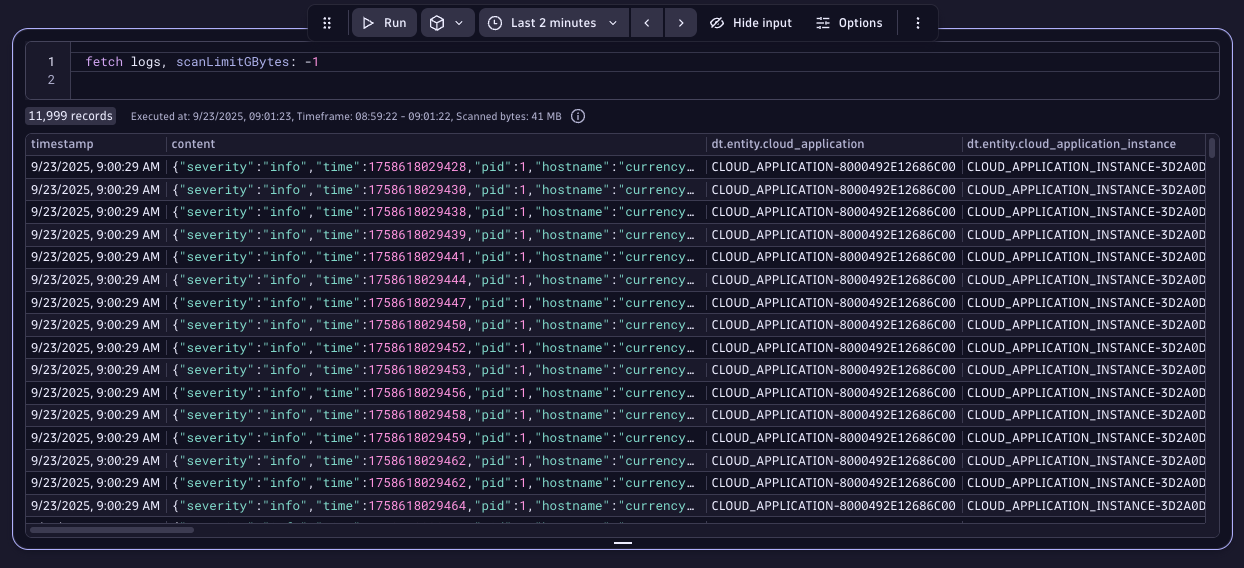 Run Last 2 minutes Hide input Options
1 fetch logs, scanLimitGBytes: -1
2
11,999 records Executed at: 9/23/2025, 09:01:23, Timeframe: 08:59:22 - 09:01:22, Scanned bytes: 41 MB
timestamp content dt.entity.cloud_application dt.entity.cloud_application_instance
9/23/2025, 9:00:29 AM {"severity":"info","time":1758618029428,"pid":1,"hostname":"currency… CLOUD_APPLICATION-8000492E12686C00 CLOUD_APPLICATION_INSTANCE-3D2A0D
9/23/2025, 9:00:29 AM {"severity":"info","time":1758618029430,"pid":1,"hostname":"currency… CLOUD_APPLICATION-8000492E12686C00 CLOUD_APPLICATION_INSTANCE-3D2A0D
9/23/2025, 9:00:29 AM {"severity":"info","time":1758618029438,"pid":1,"hostname":"currency… CLOUD_APPLICATION-8000492E12686C00 CLOUD_APPLICATION_INSTANCE-3D2A0D
9/23/2025, 9:00:29 AM {"severity":"info","time":1758618029439,"pid":1,"hostname":"currency… CLOUD_APPLICATION-8000492E12686C00 CLOUD_APPLICATION_INSTANCE-3D2A0D
9/23/2025, 9:00:29 AM {"severity":"info","time":1758618029441,"pid":1,"hostname":"currency… CLOUD_APPLICATION-8000492E12686C00 CLOUD_APPLICATION_INSTANCE-3D2A0D
9/23/2025, 9:00:29 AM {"severity":"info","time":1758618029444,"pid":1,"hostname":"currency… CLOUD_APPLICATION-8000492E12686C00 CLOUD_APPLICATION_INSTANCE-3D2A0D
9/23/2025, 9:00:29 AM {"severity":"info","time":1758618029447,"pid":1,"hostname":"currency… CLOUD_APPLICATION-8000492E12686C00 CLOUD_APPLICATION_INSTANCE-3D2A0D
9/23/2025, 9:00:29 AM {"severity":"info","time":1758618029450,"pid":1,"hostname":"currency… CLOUD_APPLICATION-8000492E12686C00 CLOUD_APPLICATION_INSTANCE-3D2A0D
9/23/2025, 9:00:29 AM {"severity":"info","time":1758618029452,"pid":1,"hostname":"currency… CLOUD_APPLICATION-8000492E12686C00 CLOUD_APPLICATION_INSTANCE-3D2A0D
9/23/2025, 9:00:29 AM {"severity":"info","time":1758618029453,"pid":1,"hostname":"currency… CLOUD_APPLICATION-8000492E12686C00 CLOUD_APPLICATION_INSTANCE-3D2A0D
9/23/2025, 9:00:29 AM {"severity":"info","time":1758618029456,"pid":1,"hostname":"currency… CLOUD_APPLICATION-8000492E12686C00 CLOUD_APPLICATION_INSTANCE-3D2A0D
9/23/2025, 9:00:29 AM {"severity":"info","time":1758618029458,"pid":1,"hostname":"currency… CLOUD_APPLICATION-8000492E12686C00 CLOUD_APPLICATION_INSTANCE-3D2A0D
9/23/2025, 9:00:29 AM {"severity":"info","time":1758618029459,"pid":1,"hostname":"currency… CLOUD_APPLICATION-8000492E12686C00 CLOUD_APPLICATION_INSTANCE-3D2A0D
9/23/2025, 9:00:29 AM {"severity":"info","time":1758618029462,"pid":1,"hostname":"currency… CLOUD_APPLICATION-8000492E12686C00 CLOUD_APPLICATION_INSTANCE-3D2A0D
9/23/2025, 9:00:29 AM {"severity":"info","time":1758618029462,"pid":1,"hostname":"currency… CLOUD_APPLICATION-8000492E12686C00 CLOUD_APPLICATION_INSTANCE-3D2A0D
9/23/2025, 9:00:29 AM {"severity":"info","time":1758618029464,"pid":1,"hostname":"currency… CLOUD_APPLICATION-8000492E12686C00 CLOUD_APPLICATION_INSTANCE-3D2A0D